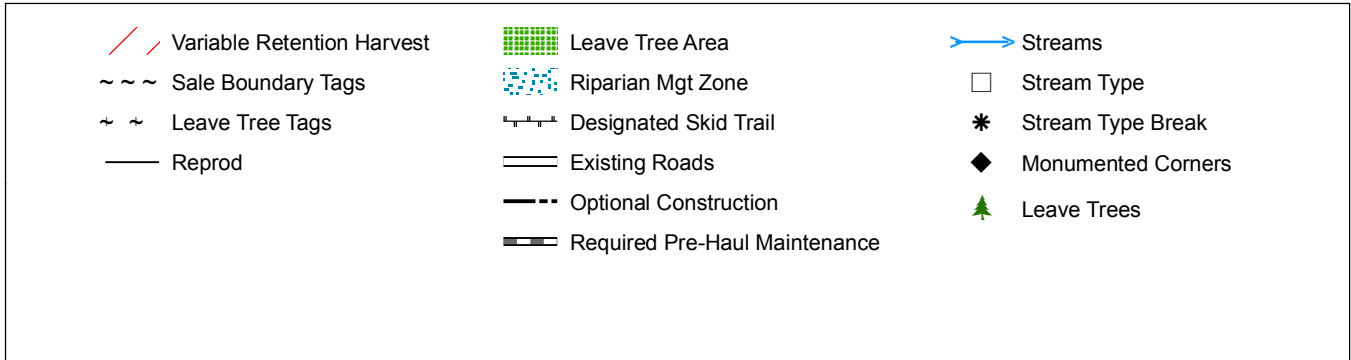 Variable Retention Harvest
Sale Boundary Tags
Leave Tree Tags
Reprod
Leave Tree Area
Riparian Mgt Zone
Designated Skid Trail
Existing Roads
Optional Construction
Required Pre-Haul Maintenance
Streams
Stream Type
Stream Type Break
Monumented Corners
Leave Trees